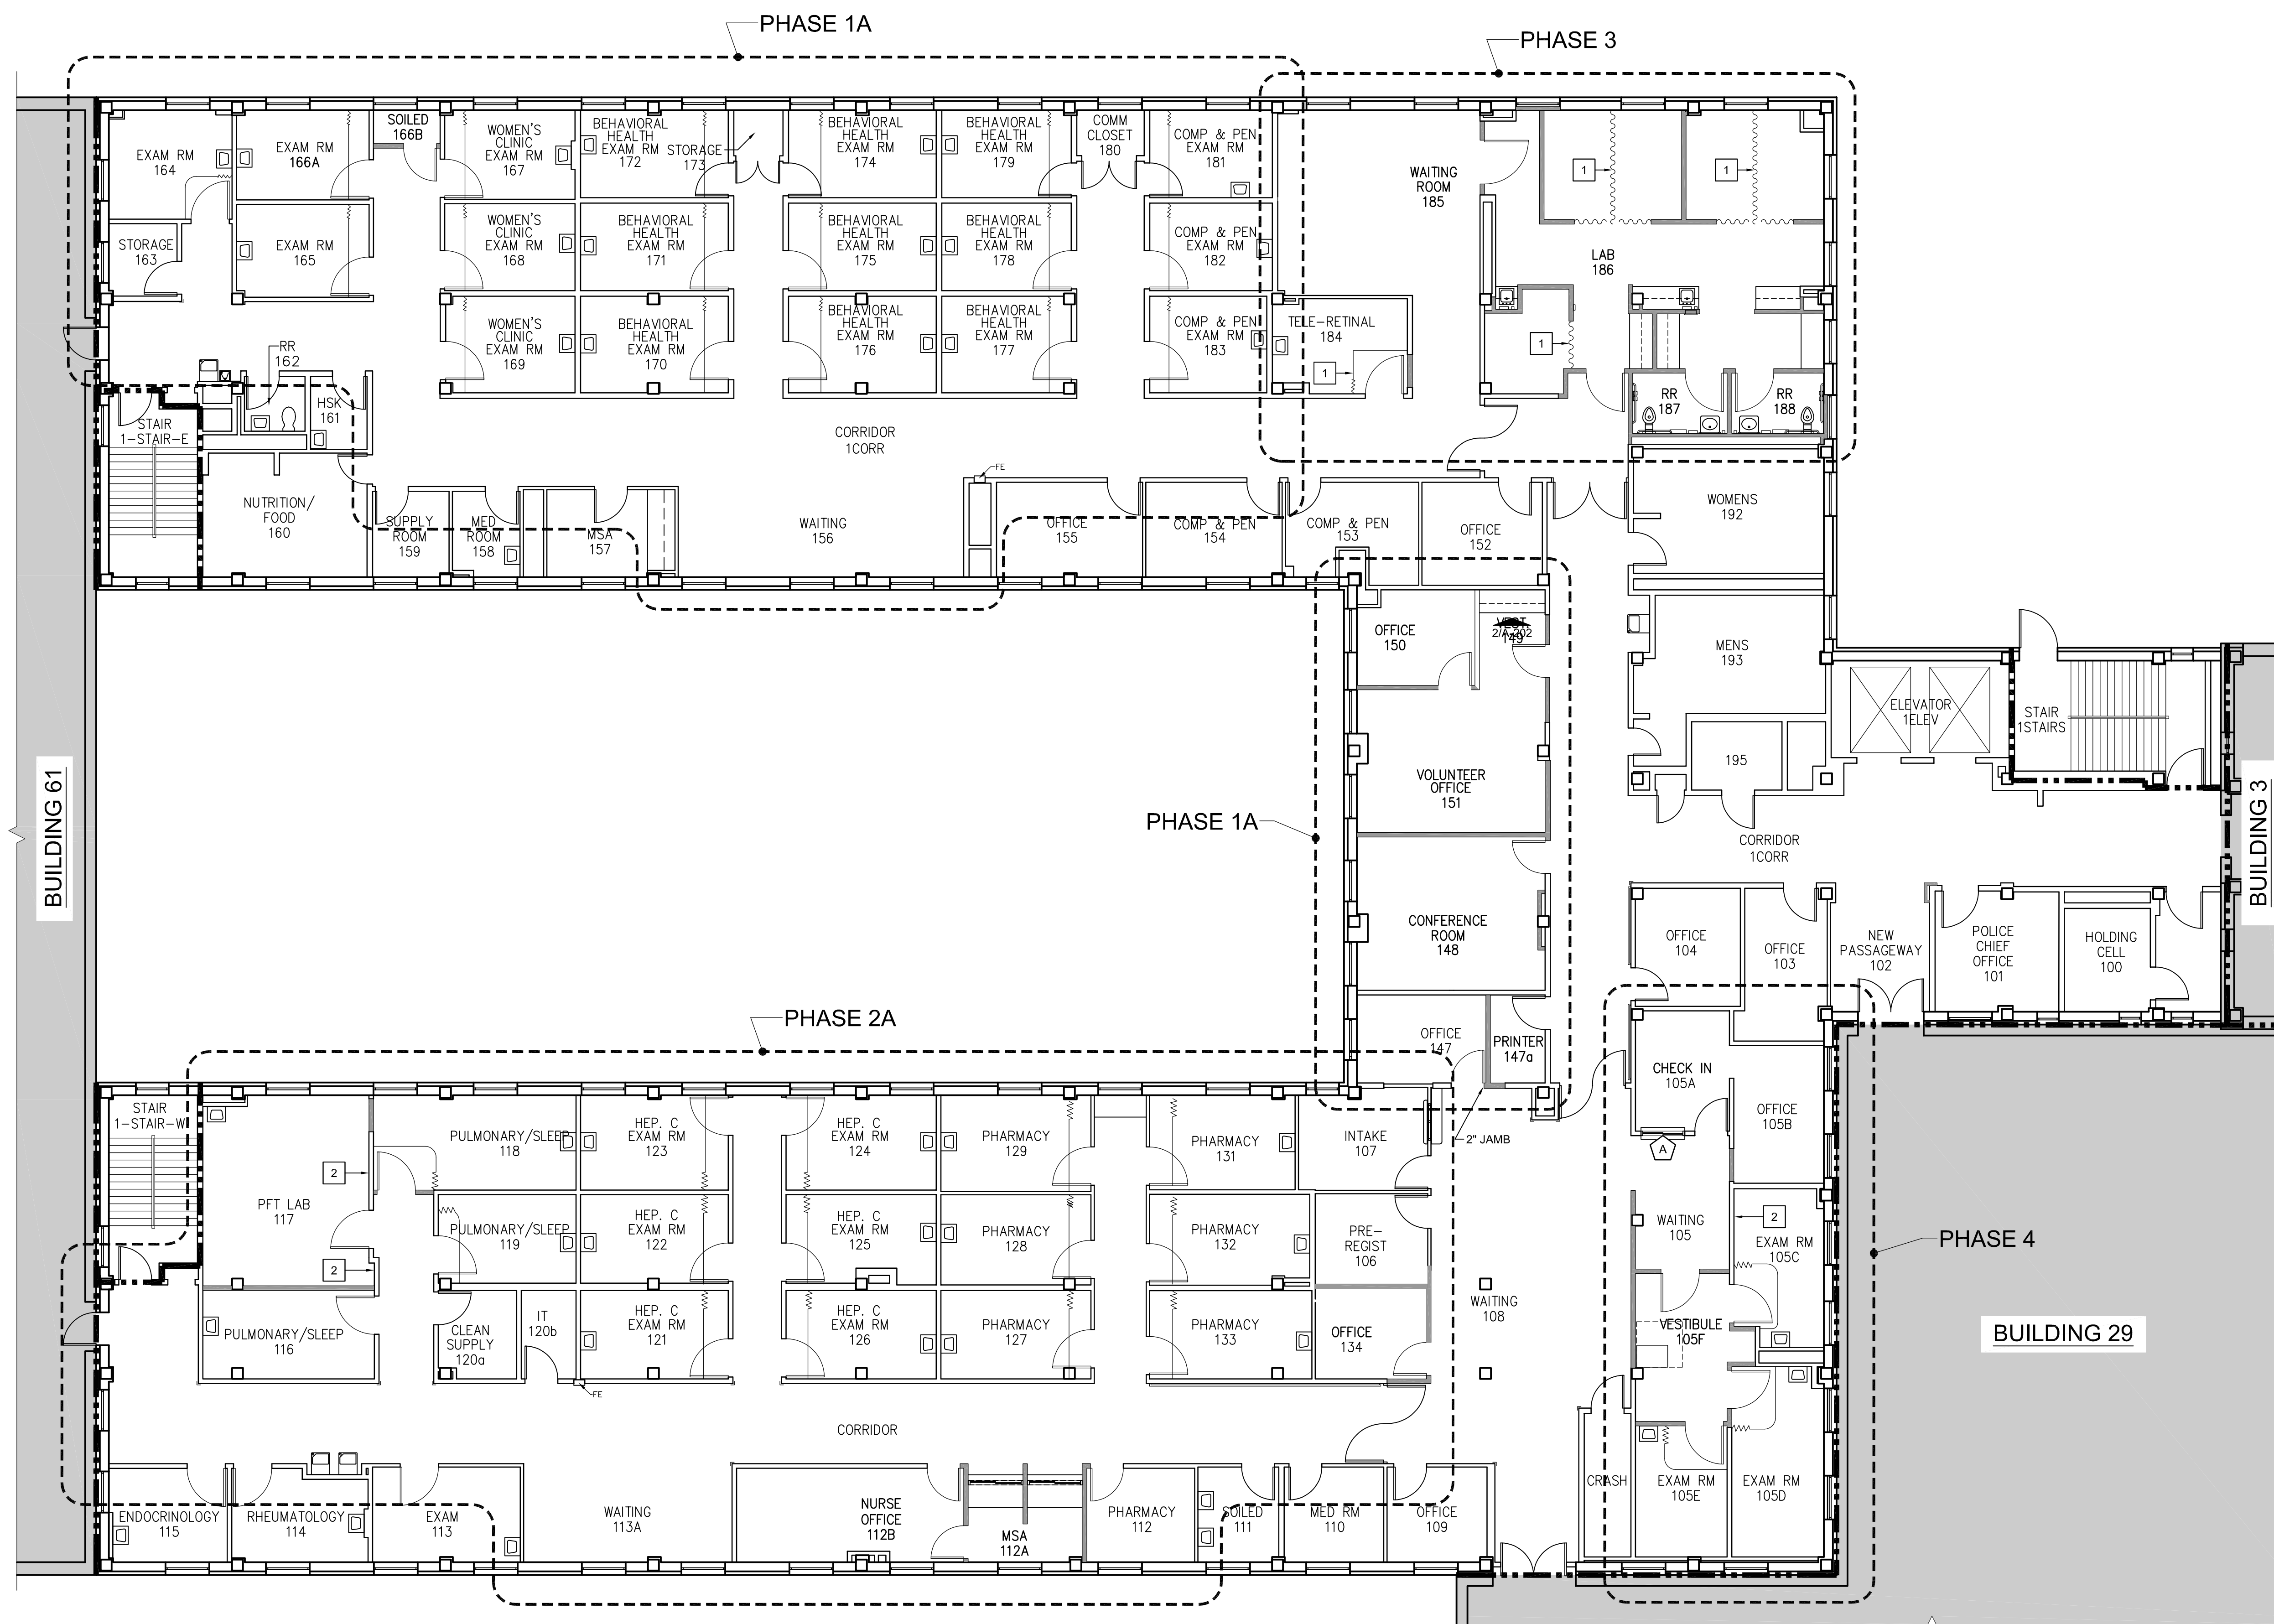 PHASE 1A
PHASE 3
EXAM RM
164
EXAM RM
166A
SOILED
166B
WOMEN'S
CLINIC
EXAM RM
167
BEHAVIORAL
HEALTH
EXAM RM
172
STORAGE
173
BEHAVIORAL
HEALTH
EXAM RM
174
BEHAVIORAL
HEALTH
EXAM RM
179
COMM
CLOSET
180
COMP & PEN
EXAM RM
181
WAITING
ROOM
185
1
1
STORAGE
163
EXAM RM
165
WOMEN'S
CLINIC
EXAM RM
168
BEHAVIORAL
HEALTH
EXAM RM
171
BEHAVIORAL
HEALTH
EXAM RM
175
BEHAVIORAL
HEALTH
EXAM RM
178
COMP & PEN
EXAM RM
182
LAB
186
WOMEN'S
CLINIC
EXAM RM
169
BEHAVIORAL
HEALTH
EXAM RM
170
BEHAVIORAL
HEALTH
EXAM RM
176
BEHAVIORAL
HEALTH
EXAM RM
177
COMP & PEN
EXAM RM
183
TELE-RETINAL
184
1
1
RR
162
HSK
161
RR
187
RR
188
STAIR
1-STAIR-E
CORRIDOR
1CORR
FE
NUTRITION/
FOOD
160
SUPPLY
ROOM
159
MED
ROOM
158
MSA
157
WAITING
156
OFFICE
155
COMP & PEN
154
COMP & PEN
153
OFFICE
152
WOMENS
192
OFFICE
150
VEST.
149
2/A-202
MENS
193
ELEVATOR
1ELEV
STAIR
1STAIRS
195
VOLUNTEER
OFFICE
151
PHASE 1A
BUILDING 61
BUILDING 3
CORRIDOR
1CORR
CONFERENCE
ROOM
148
OFFICE
104
OFFICE
103
NEW
PASSAGEWAY
102
POLICE
CHIEF
OFFICE
101
HOLDING
CELL
100
PHASE 2A
OFFICE
147
PRINTER
147a
CHECK IN
105A
OFFICE
105B
2" JAMB
A
STAIR
1-STAIR-W
PFT LAB
117
2
2
PULMONARY/SLEEP
118
HEP. C
EXAM RM
123
HEP. C
EXAM RM
124
PHARMACY
129
PHARMACY
131
INTAKE
107
PULMONARY/SLEEP
119
HEP. C
EXAM RM
122
HEP. C
EXAM RM
125
PHARMACY
128
PHARMACY
132
PRE-
REGIST
106
WAITING
105
2
EXAM RM
105C
PHASE 4
PULMONARY/SLEEP
116
CLEAN
SUPPLY
120a
IT
120b
HEP. C
EXAM RM
121
HEP. C
EXAM RM
126
PHARMACY
127
PHARMACY
133
OFFICE
134
WAITING
108
VESTIBULE
105F
BUILDING 29
FE
CORRIDOR
ENDOCRINOLOGY
115
RHEUMATOLOGY
114
EXAM
113
WAITING
113A
NURSE
OFFICE
112B
MSA
112A
PHARMACY
112
SOILED
111
MED RM
110
OFFICE
109
CRASH
EXAM RM
105E
EXAM RM
105D